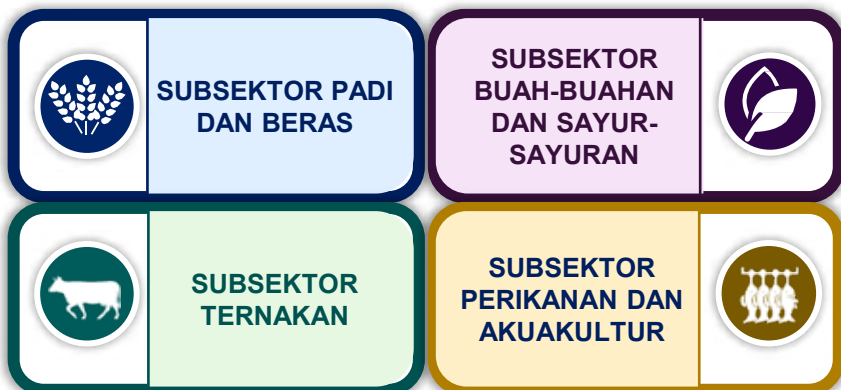 SUBSEKTOR PADI
DAN BERAS
SUBSEKTOR
BUAH-BUAHAN
DAN SAYUR-
SAYURAN
SUBSEKTOR
TERNAKAN
SUBSEKTOR
PERIKANAN DAN
AKUAKULTUR